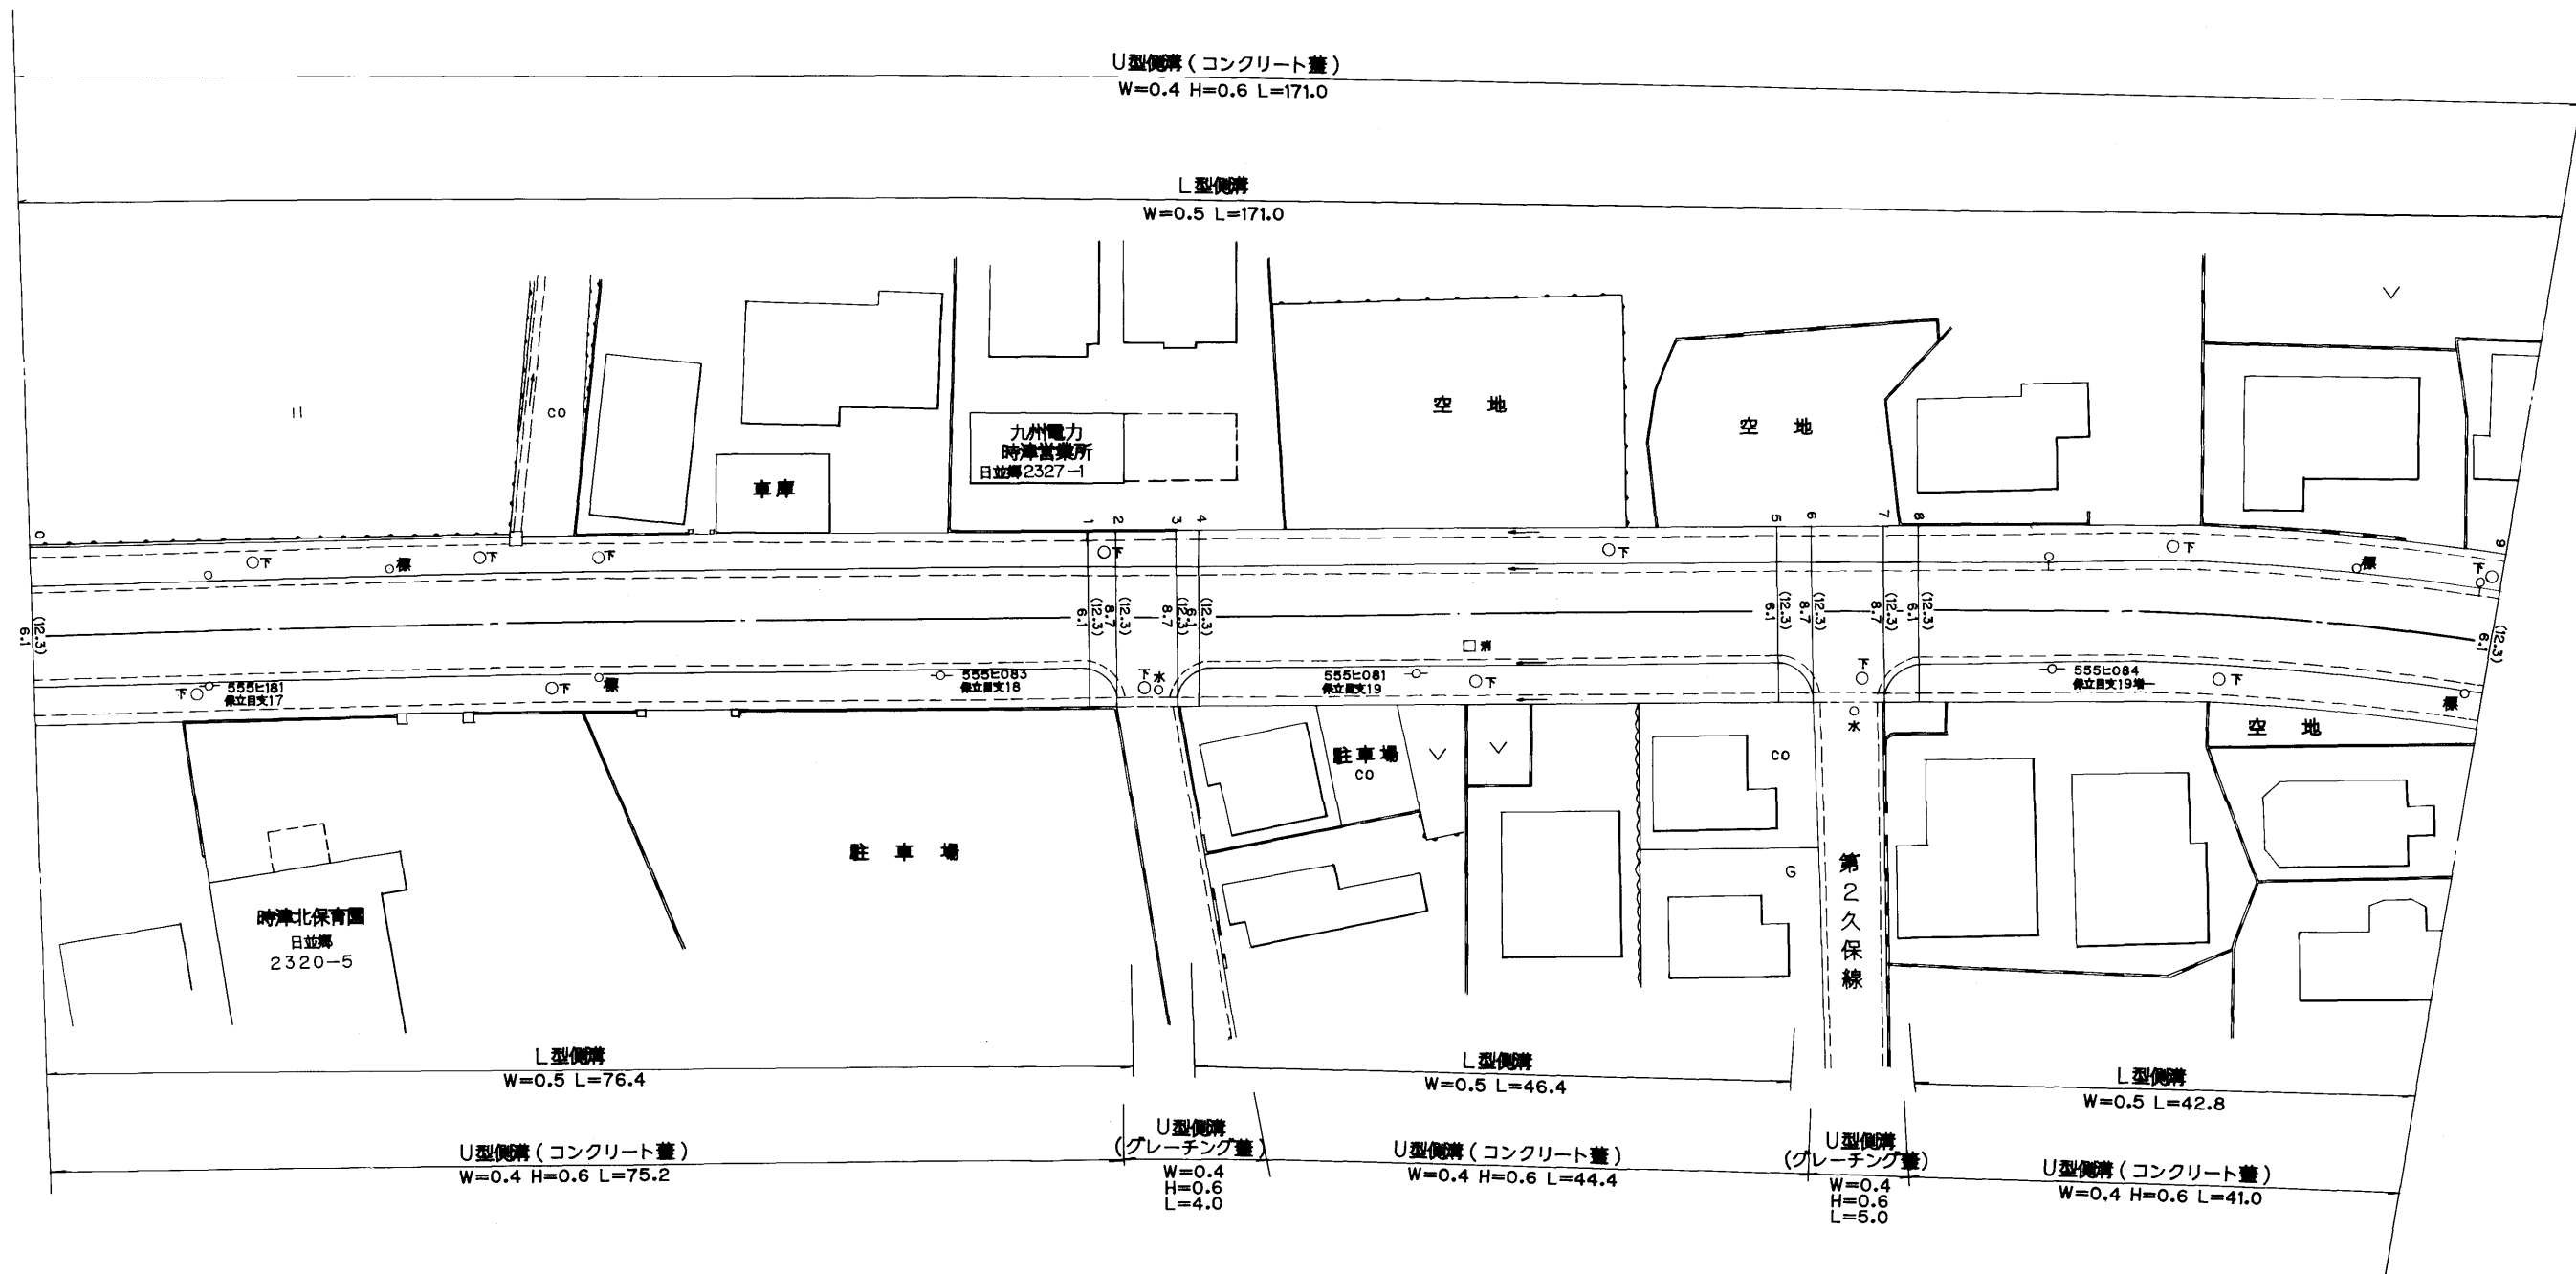 U型側溝(コンクリート蓋)
W=0.4 H=0.6 L=171.0
L型側溝
W=0.5 L=171.0
CO
車庫
九州電力
時津営業所
日並郷2327-1
空 地
空 地
0
1
2
3
4
5
6
7
8
9
下
標
下
下
下
下
下
標
下
(12.3)
6.1
6.1
(12.3)
8.7
(12.3)
8.7
(12.3)
6.1
(12.3)
6.1
(12.3)
8.7
(12.3)
8.7
(12.3)
6.1
(12.3)
6.1
(12.3)
消
下
555ヒ181
保立目支17
下
標
555ヒ083
保立目支18
下
水
555ヒ081
保立目支19
下
下
水
555ヒ084
下
標
空 地
駐車場
CO
CO
G
駐 車 場
第2久保線
時津北保育園
日並郷
2320-5
L型側溝
W=0.5 L=76.4
L型側溝
W=0.5 L=46.4
L型側溝
W=0.5 L=42.8
U型側溝(コンクリート蓋)
W=0.4 H=0.6 L=75.2
U型側溝
(グレーチング蓋)
W=0.4
H=0.6
L=4.0
U型側溝(コンクリート蓋)
W=0.4 H=0.6 L=44.4
U型側溝
(グレーチング蓋)
W=0.4
H=0.6
L=5.0
U型側溝(コンクリート蓋)
W=0.4 H=0.6 L=41.0